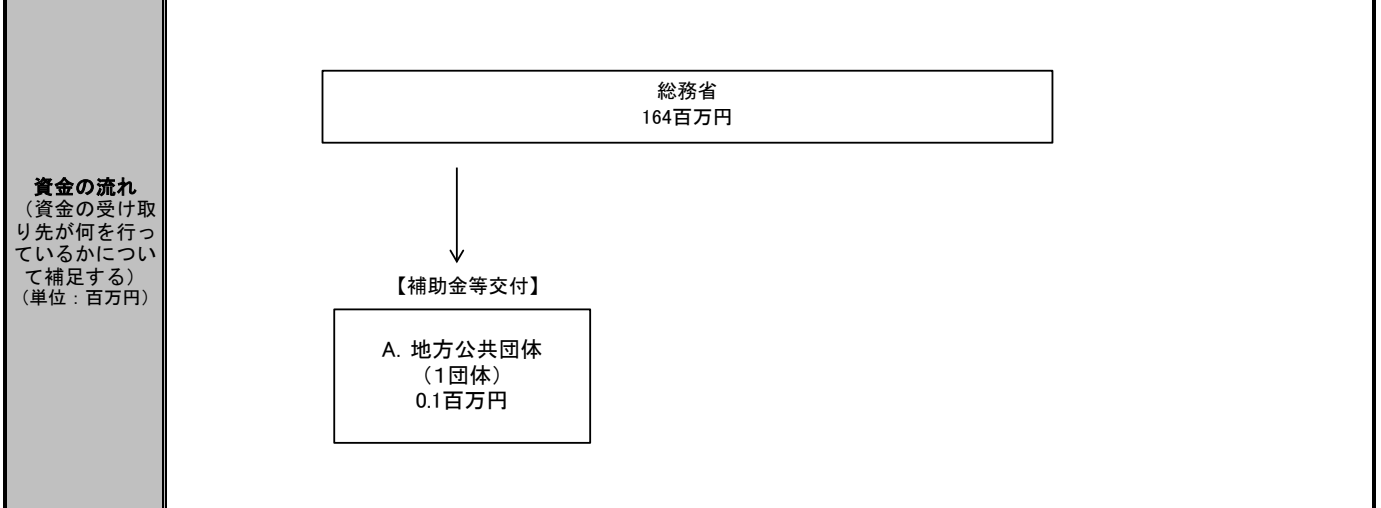 資金の流れ
（資金の受け取
り先が何を行っ
ているかについ
て補足する）
（単位：百万円）
総務省
164百万円
【補助金等交付】
A. 地方公共団体
（１団体）
0.1百万円